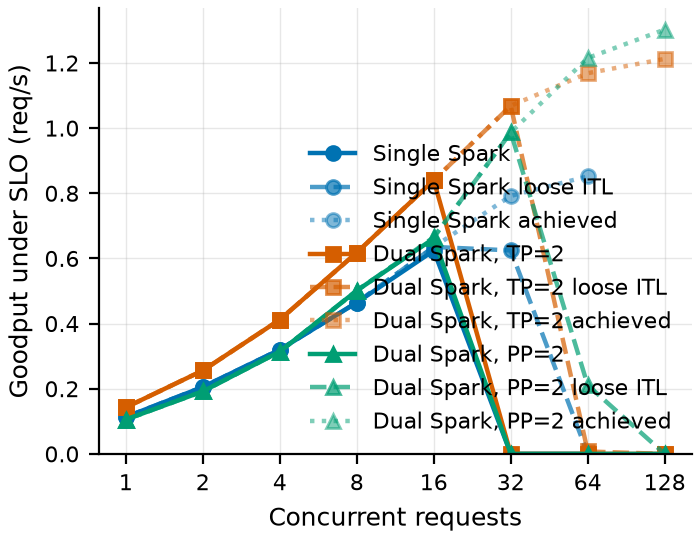 Goodput under SLO (req/s)
1.2
1.0
0.8
0.6
0.4
0.2
0.0
Single Spark
Single Spark loose ITL
Single Spark achieved
Dual Spark, TP=2
Dual Spark, TP=2 loose ITL
Dual Spark, TP=2 achieved
Dual Spark, PP=2
Dual Spark, PP=2 loose ITL
Dual Spark, PP=2 achieved
1 2 4 8 16 32 64 128
Concurrent requests